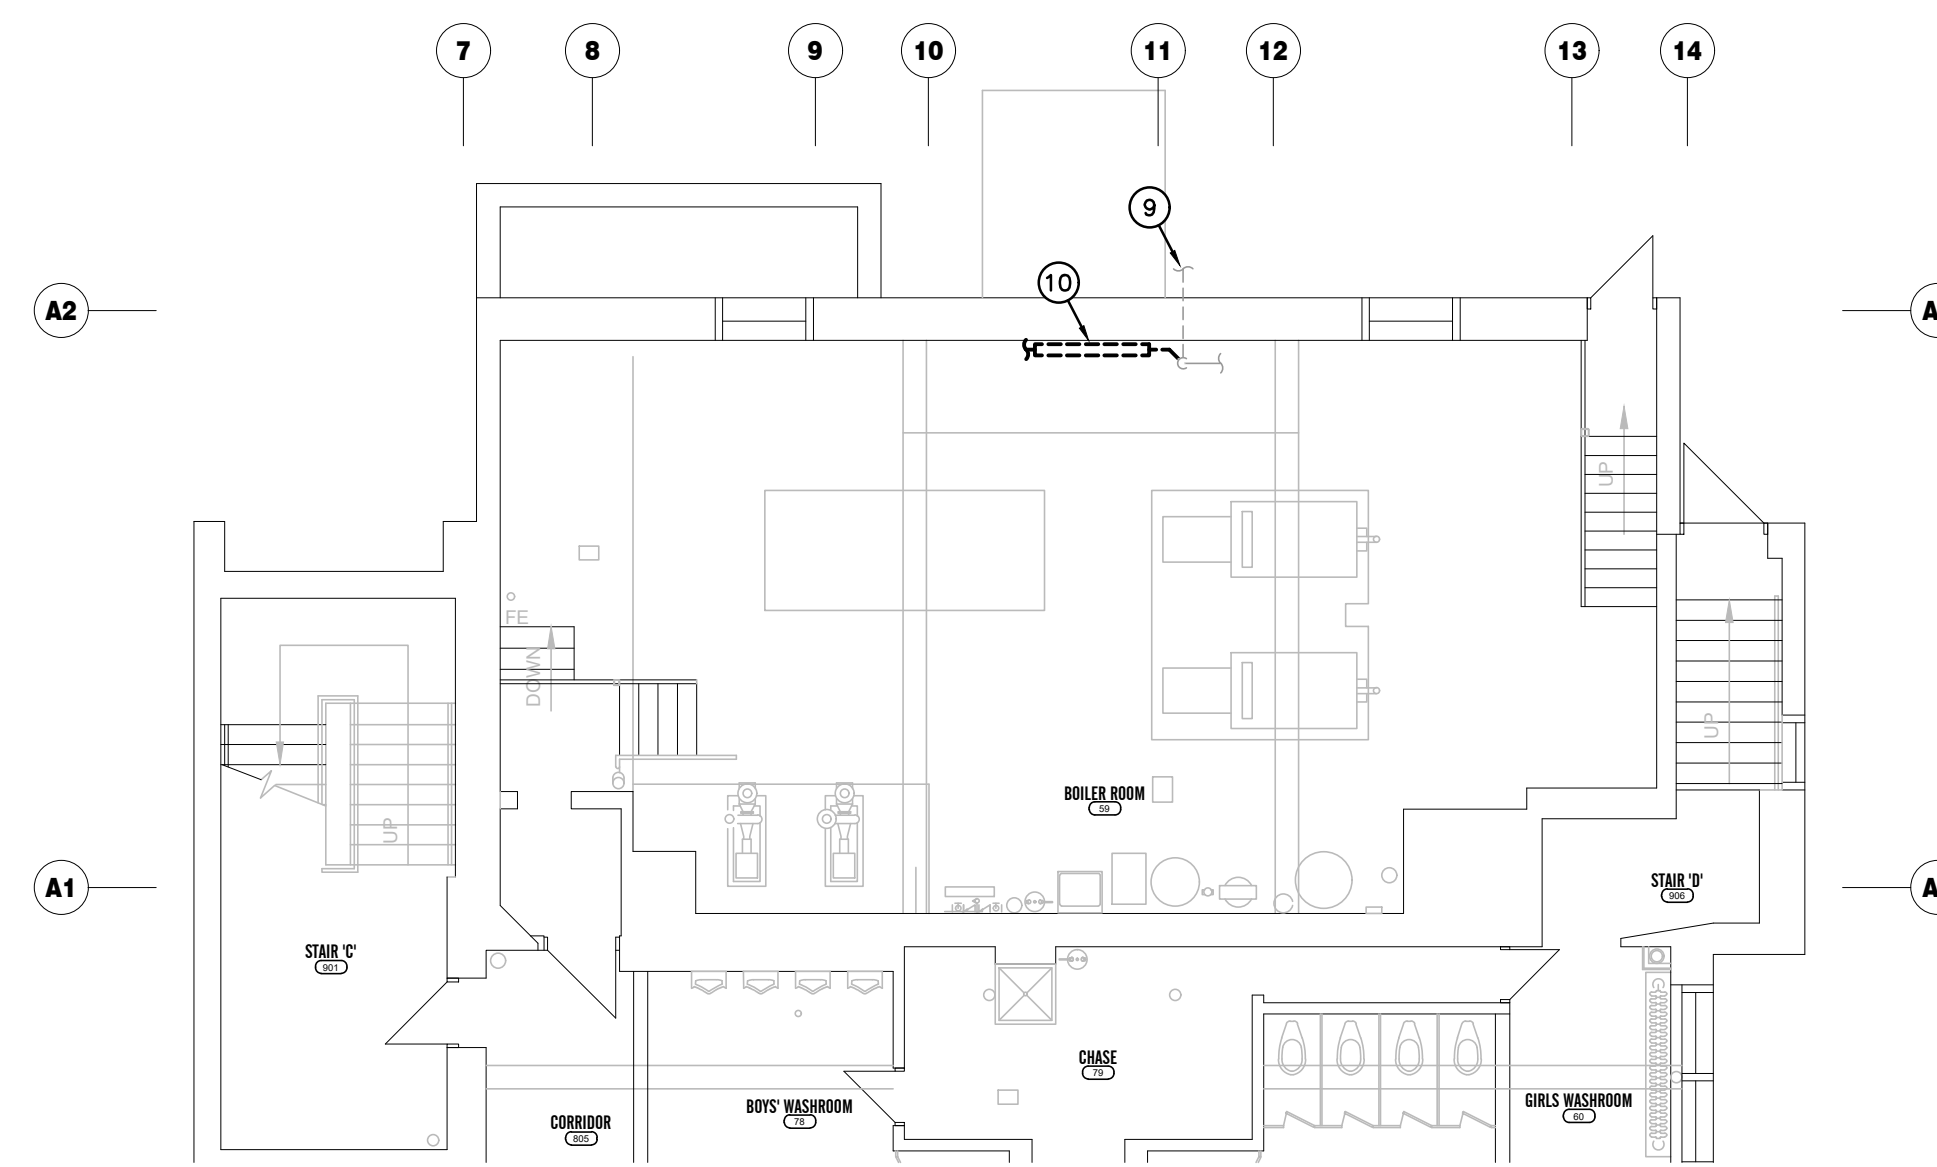 7 8 9 10 11 12 13 14
9
10
A2
A
UP
FE
DOWN
UP
UP
UP
BOILER ROOM
59
A1
A
STAIR 'D'
906
STAIR 'C'
901
CHASE
79
BOYS' WASHROOM
78
GIRLS WASHROOM
60
CORRIDOR
805